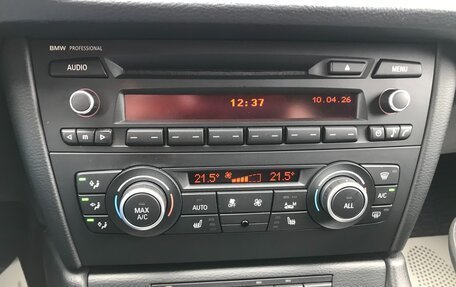 BMW PROFESSIONAL
AUDIO
MENU
12:37 10.04.26
m
21.5° 21.5°
MAX A/C
AUTO
ALL
A/C